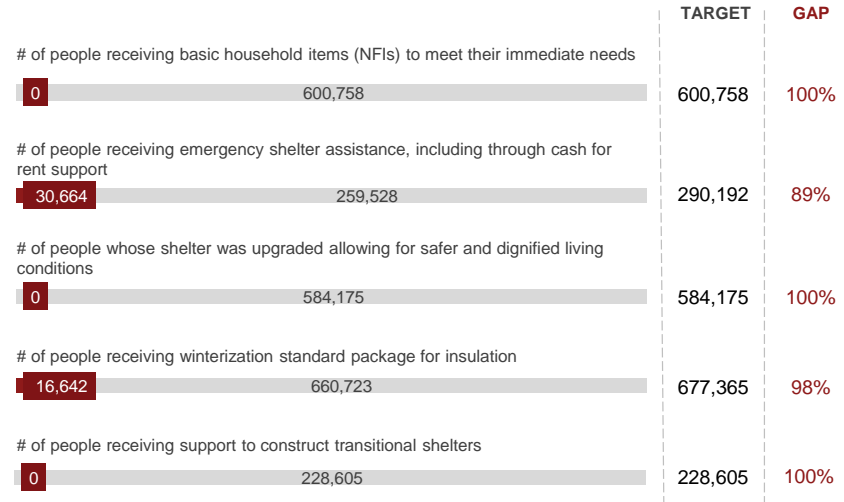 TARGET GAP
# of people receiving basic household items (NFIs) to meet their immediate needs
0 600,758 600,758 100%
# of people receiving emergency shelter assistance, including through cash for
rent support
30,664 259,528 290,192 89%
# of people whose shelter was upgraded allowing for safer and dignified living
conditions
0 584,175 584,175 100%
# of people receiving winterization standard package for insulation
16,642 660,723 677,365 98%
# of people receiving support to construct transitional shelters
0 228,605 228,605 100%